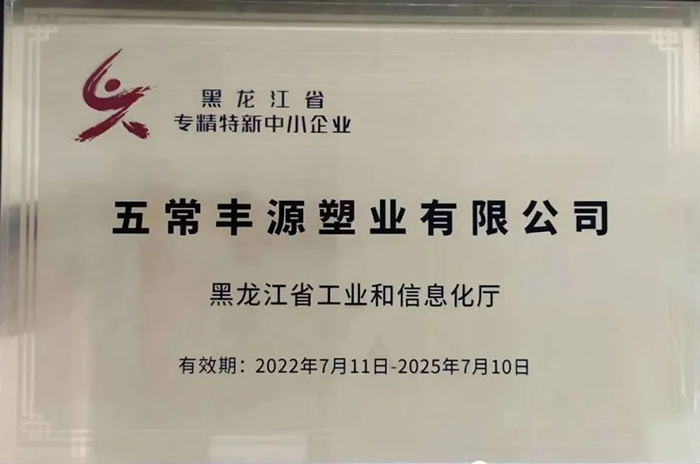 黑龙江省
专精特新中小企业
五常丰源塑业有限公司
黑龙江省工业和信息化厅
有效期：2022年7月11日-2025年7月10日